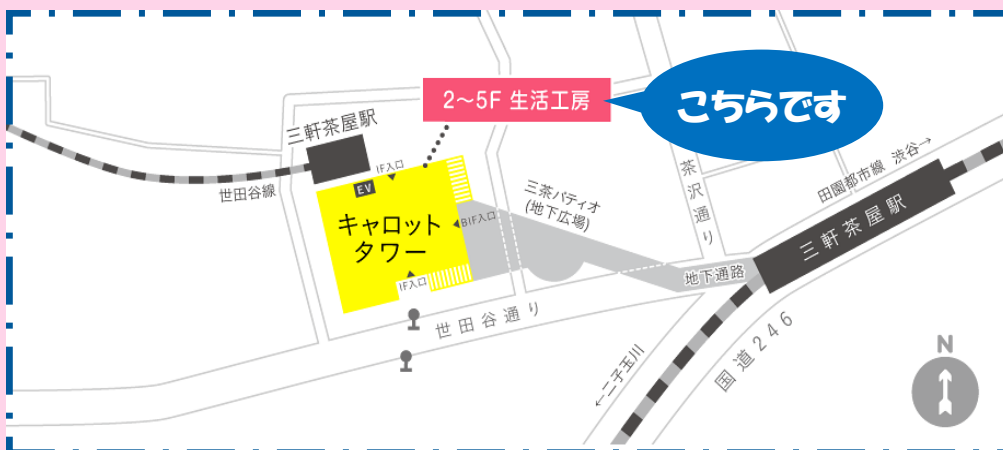 2～5F 生活工房
こちらです
三軒茶屋駅
世田谷線
1F入口
EV
キャロット
タワー
B1F入口
1F入口
三茶パティオ
(地下広場)
茶沢通り
田園都市線 渋谷→
三軒茶屋駅
地下通路
世田谷通り
←二子玉川
国道246
N